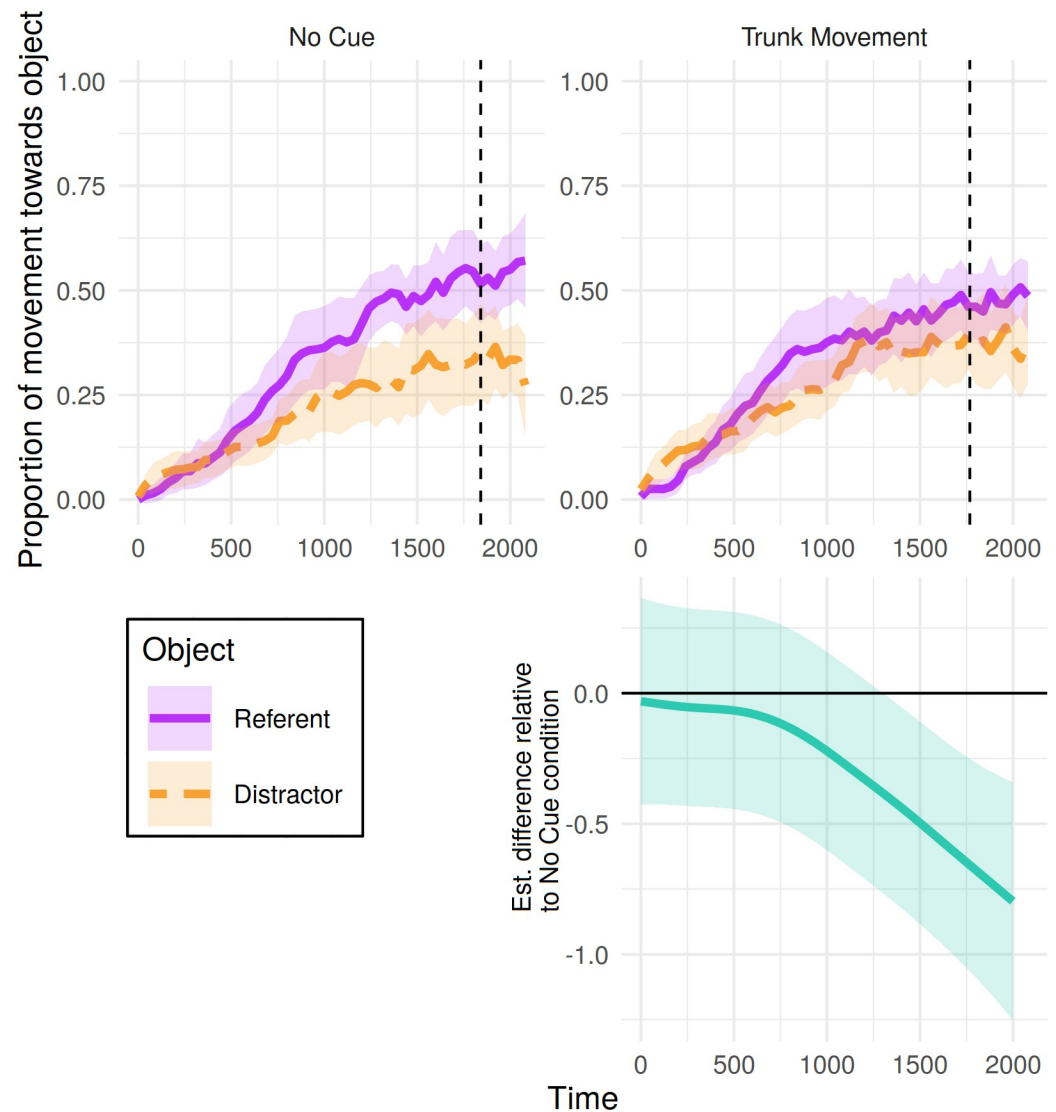 No Cue
Trunk Movement
Proportion of movement towards object
1.00
0.75
0.50
0.25
0.00
0 500 1000 1500 2000
1.00
0.75
0.50
0.25
0.00
0 500 1000 1500 2000
Object
Referent
Distractor
Est. difference relative
to No Cue condition
0.0
-0.5
-1.0
0 500 1000 1500 2000
Time